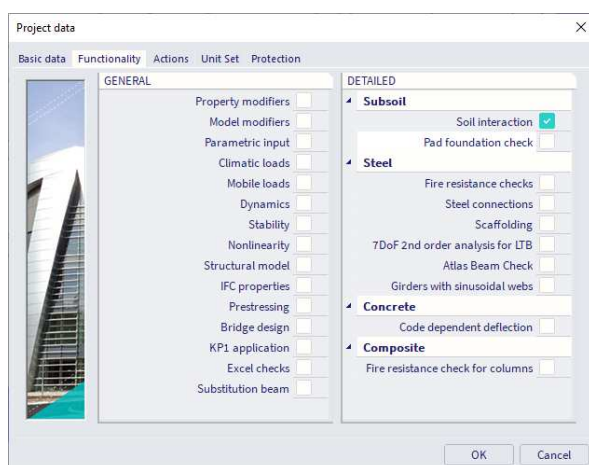 Project data
Basic data Functionality Actions Unit Set Protection
GENERAL
Property modifiers
Model modifiers
Parametric input
Climatic loads
Mobile loads
Dynamics
Stability
Nonlinearity
Structural model
IFC properties
Prestressing
Bridge design
KP1 application
Excel checks
Substitution beam
DETAILED
Subsoil
Soil interaction
Pad foundation check
Steel
Fire resistance checks
Steel connections
Scaffolding
7DoF 2nd order analysis for LTB
Atlas Beam Check
Girders with sinusoidal webs
Concrete
Code dependent deflection
Composite
Fire resistance check for columns
OK Cancel